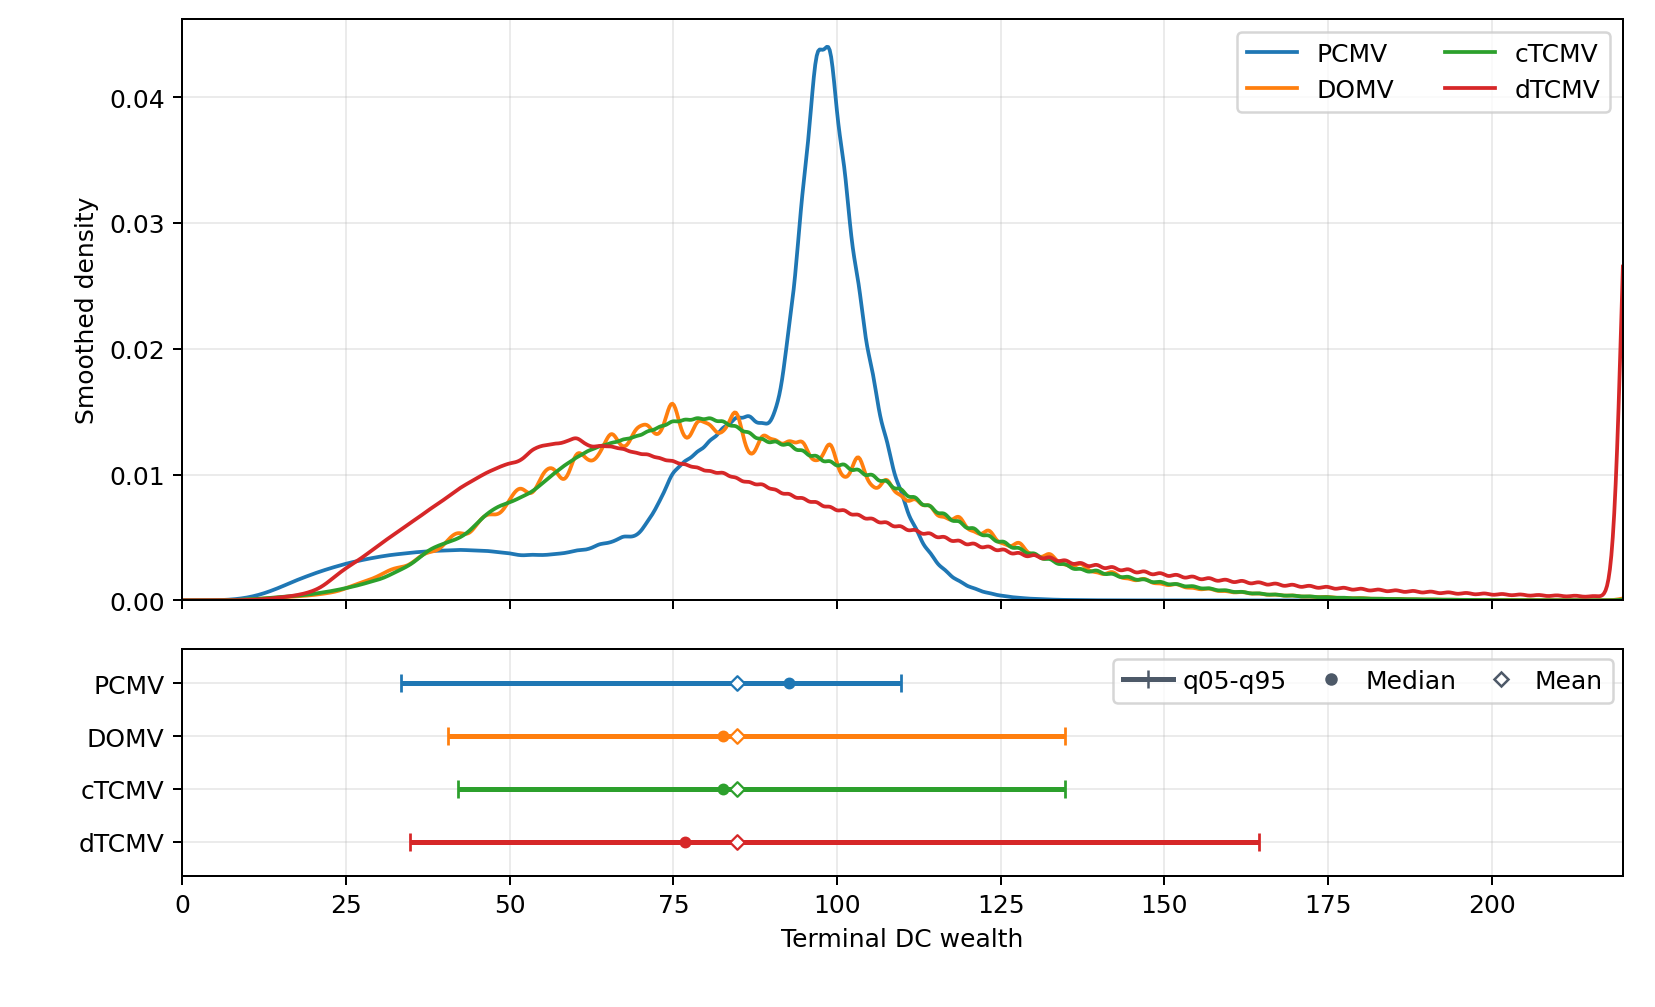 PCMV
cTCMV
DOMV
dTCMV
Smoothed density
0.04
0.03
0.02
0.01
0.00
PCMV
DOMV
cTCMV
dTCMV
q05-q95
Median
Mean
0
25
50
75
100
125
150
175
200
Terminal DC wealth